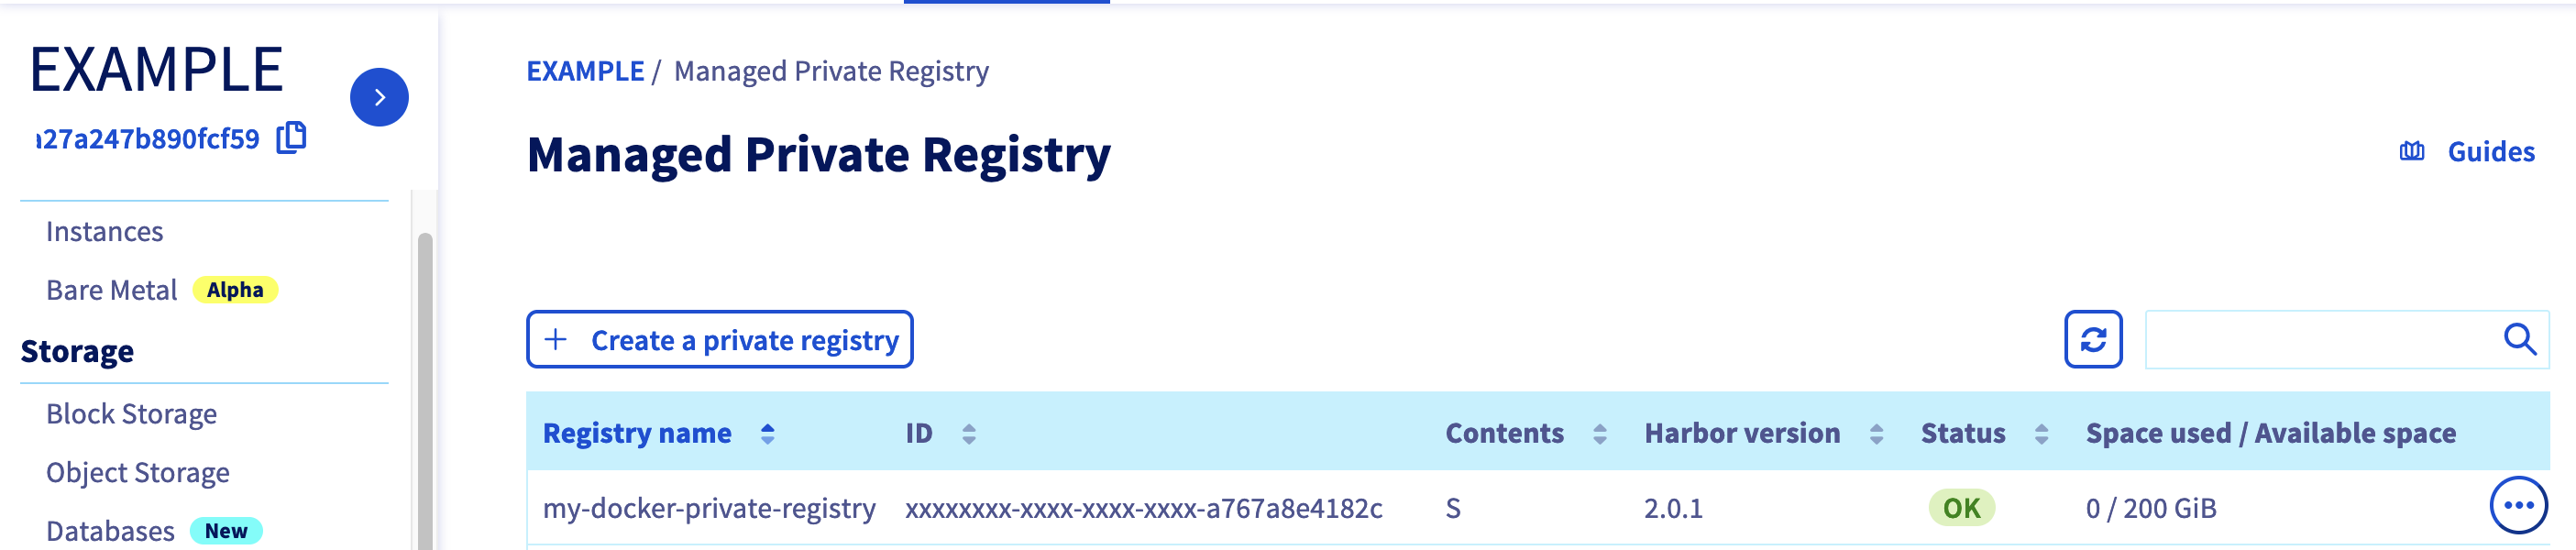 EXAMPLE
a27a247b890fcf59
Instances
Bare Metal Alpha
Storage
Block Storage
Object Storage
Databases New
EXAMPLE / Managed Private Registry
Managed Private Registry
Guides
+ Create a private registry
Registry name ID Contents Harbor version Status Space used / Available space
my-docker-private-registry xxxxxxxx-xxxx-xxxx-xxxx-a767a8e4182c S 2.0.1 OK 0 / 200 GiB